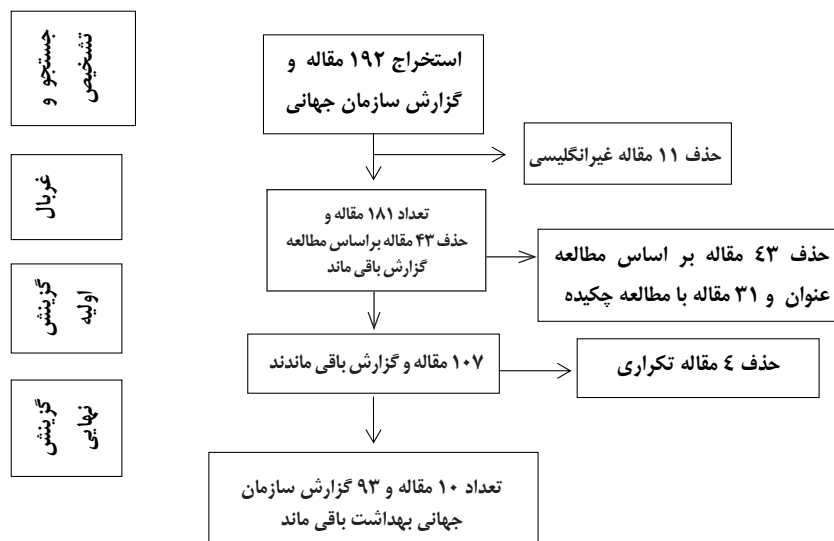 جستجو و
تشخیص
استخراج ۱۹۲ مقاله و
گزارش سازمان جهانی
حذف ۱۱ مقاله غیرانگلیسی
غربال
تعداد ۱۸۱ مقاله و
حذف ۴۳ مقاله براساس مطالعه
گزارش باقی ماند
حذف ٤۳ مقاله بر اساس مطالعه
عنوان و ۳۱ مقاله با مطالعه چکیده
گزینش
اولیه
۱۰۷ مقاله و گزارش باقی ماندند
حذف ٤ مقاله تکراری
گزینش
نهایی
تعداد ۱۰ مقاله و ۹۳ گزارش سازمان
جهانی بهداشت باقی ماند